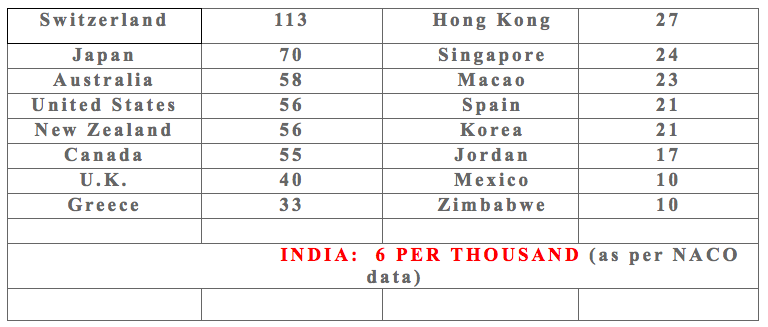 Switzerland 113 Hong Kong 27
Japan 70 Singapore 24
Australia 58 Macao 23
United States 56 Spain 21
New Zealand 56 Korea 21
Canada 55 Jordan 17
U.K. 40 Mexico 10
Greece 33 Zimbabwe 10
INDIA: 6 PER THOUSAND (as per NACO
data)